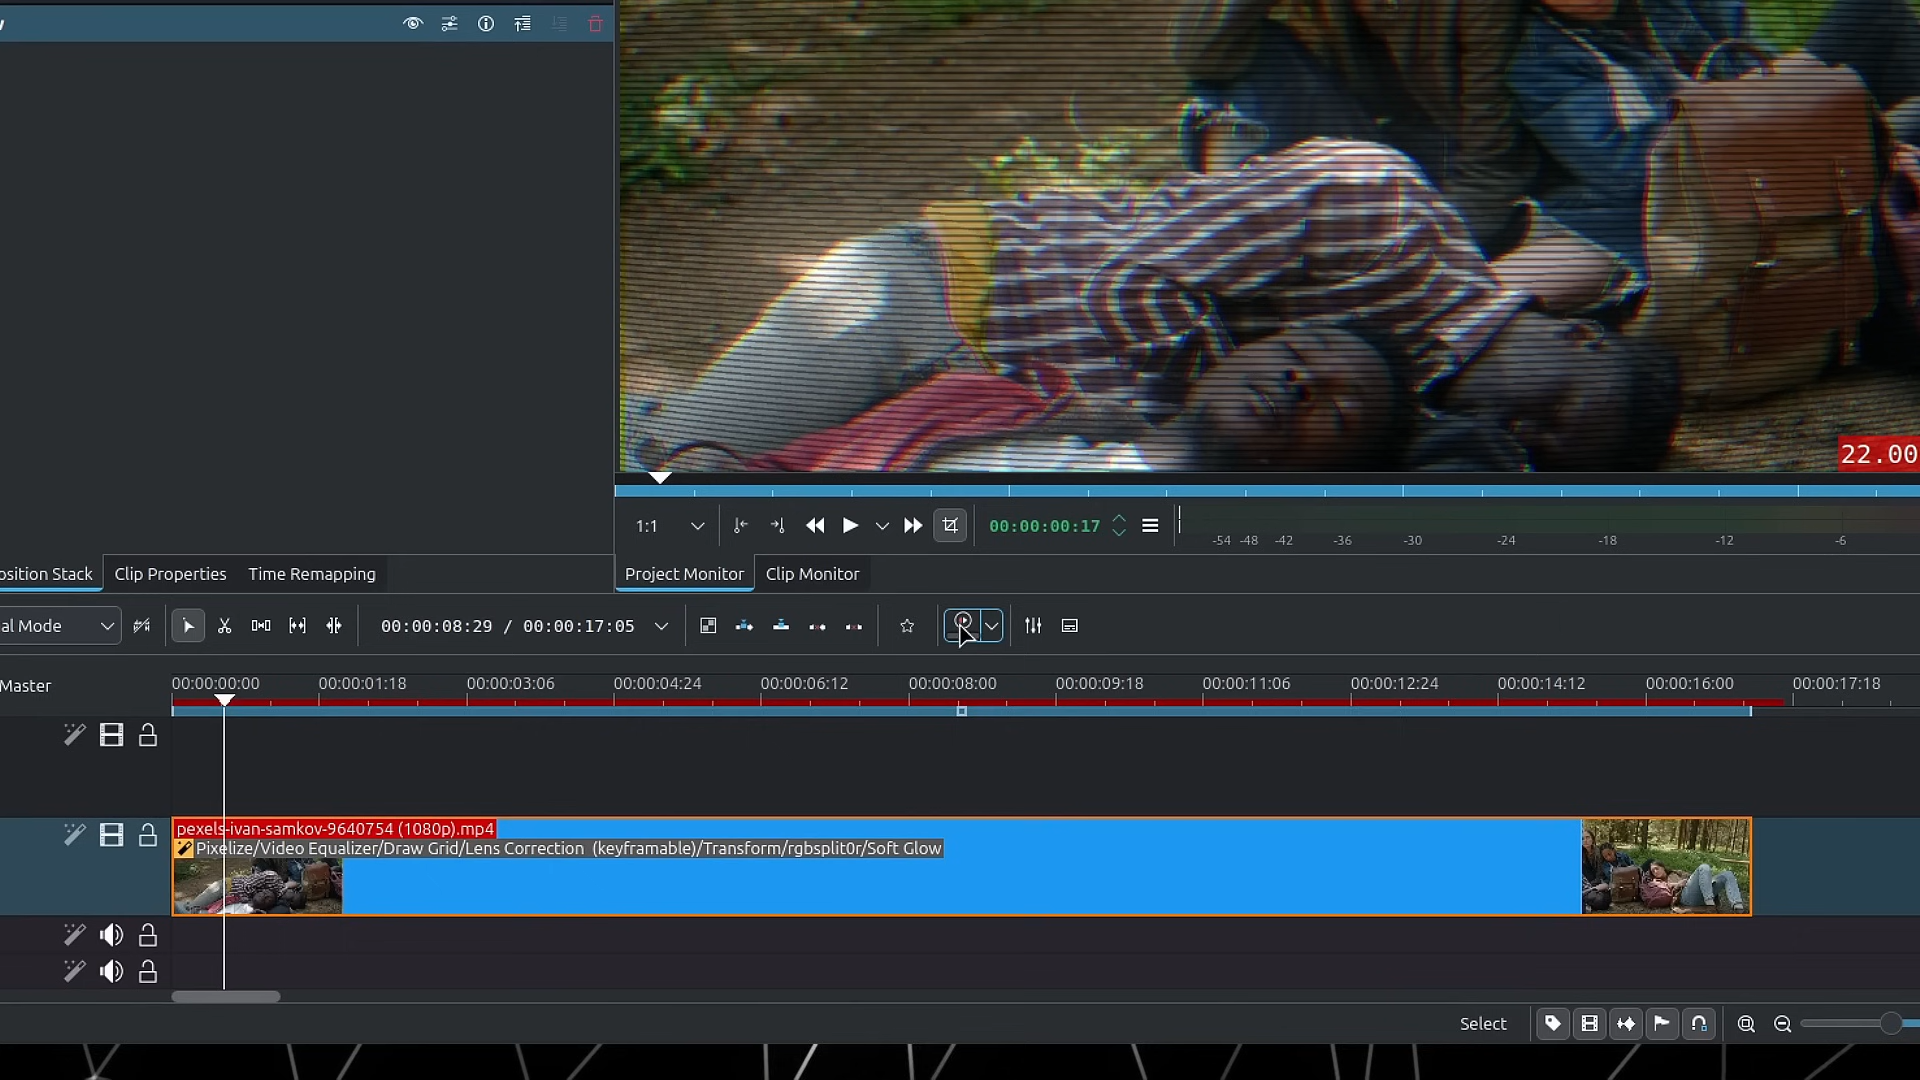 22.00
1:1
00:00:00:17
-54 -48 -42 -36 -30 -24 -18 -12 -6
osition Stack Clip Properties Time Remapping
Project Monitor Clip Monitor
al Mode
00:00:08:29 / 00:00:17:05
Master
00:00:00:00 00:00:01:18 00:00:03:06 00:00:04:24 00:00:06:12 00:00:08:00 00:00:09:18 00:00:11:06 00:00:12:24 00:00:14:12 00:00:16:00 00:00:17:18
pexels-ivan-samkov-9640754 (1080p).mp4
Pixelize/Video Equalizer/Draw Grid/Lens Correction (keyframable)/Transform/rgbsplit0r/Soft Glow
Select